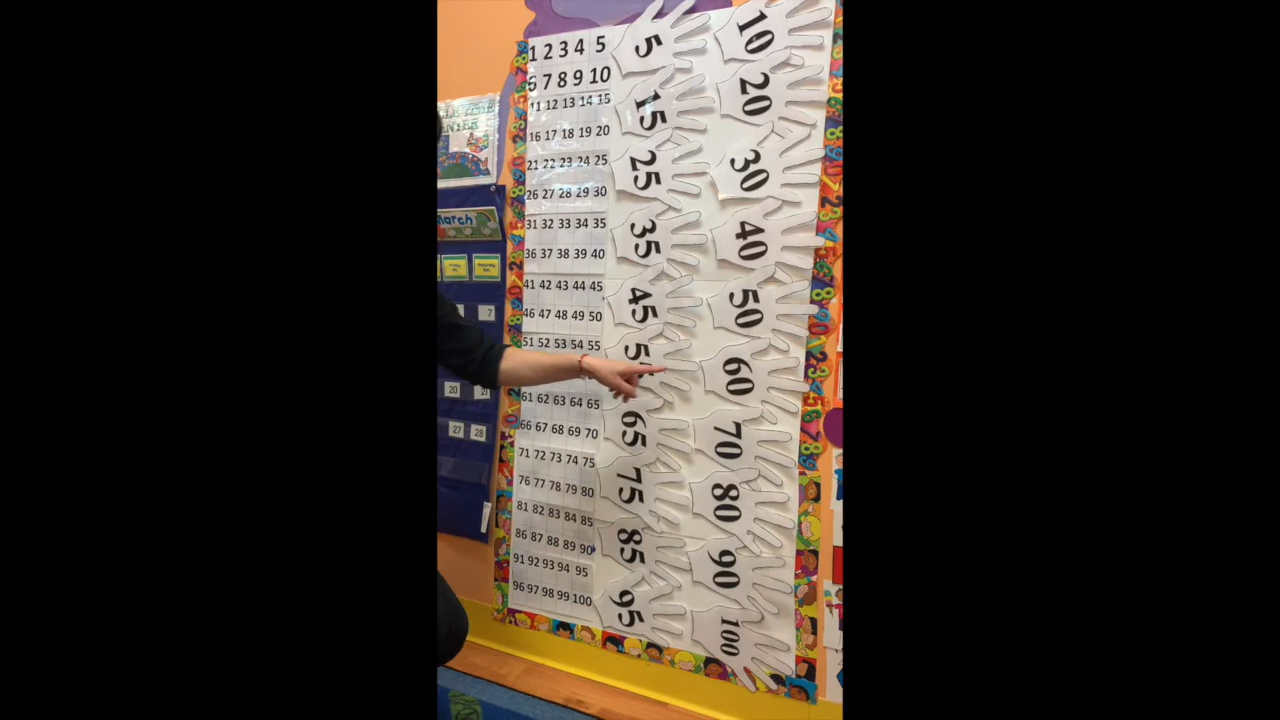 1 2 3 4 5
6 7 8 9 10
11 12 13 14 15
16 17 18 19 20
21 22 23 24 25
26 27 28 29 30
31 32 33 34 35
36 37 38 39 40
41 42 43 44 45
46 47 48 49 50
51 52 53 54 55
61 62 63 64 65
66 67 68 69 70
71 72 73 74 75
76 77 78 79 80
81 82 83 84 85
86 87 88 89 90
91 92 93 94 95
96 97 98 99 100
5 10
15 20
25 30
35 40
45 50
60
65 70
75 80
85 90
95 100
March
7
20 21
27 28